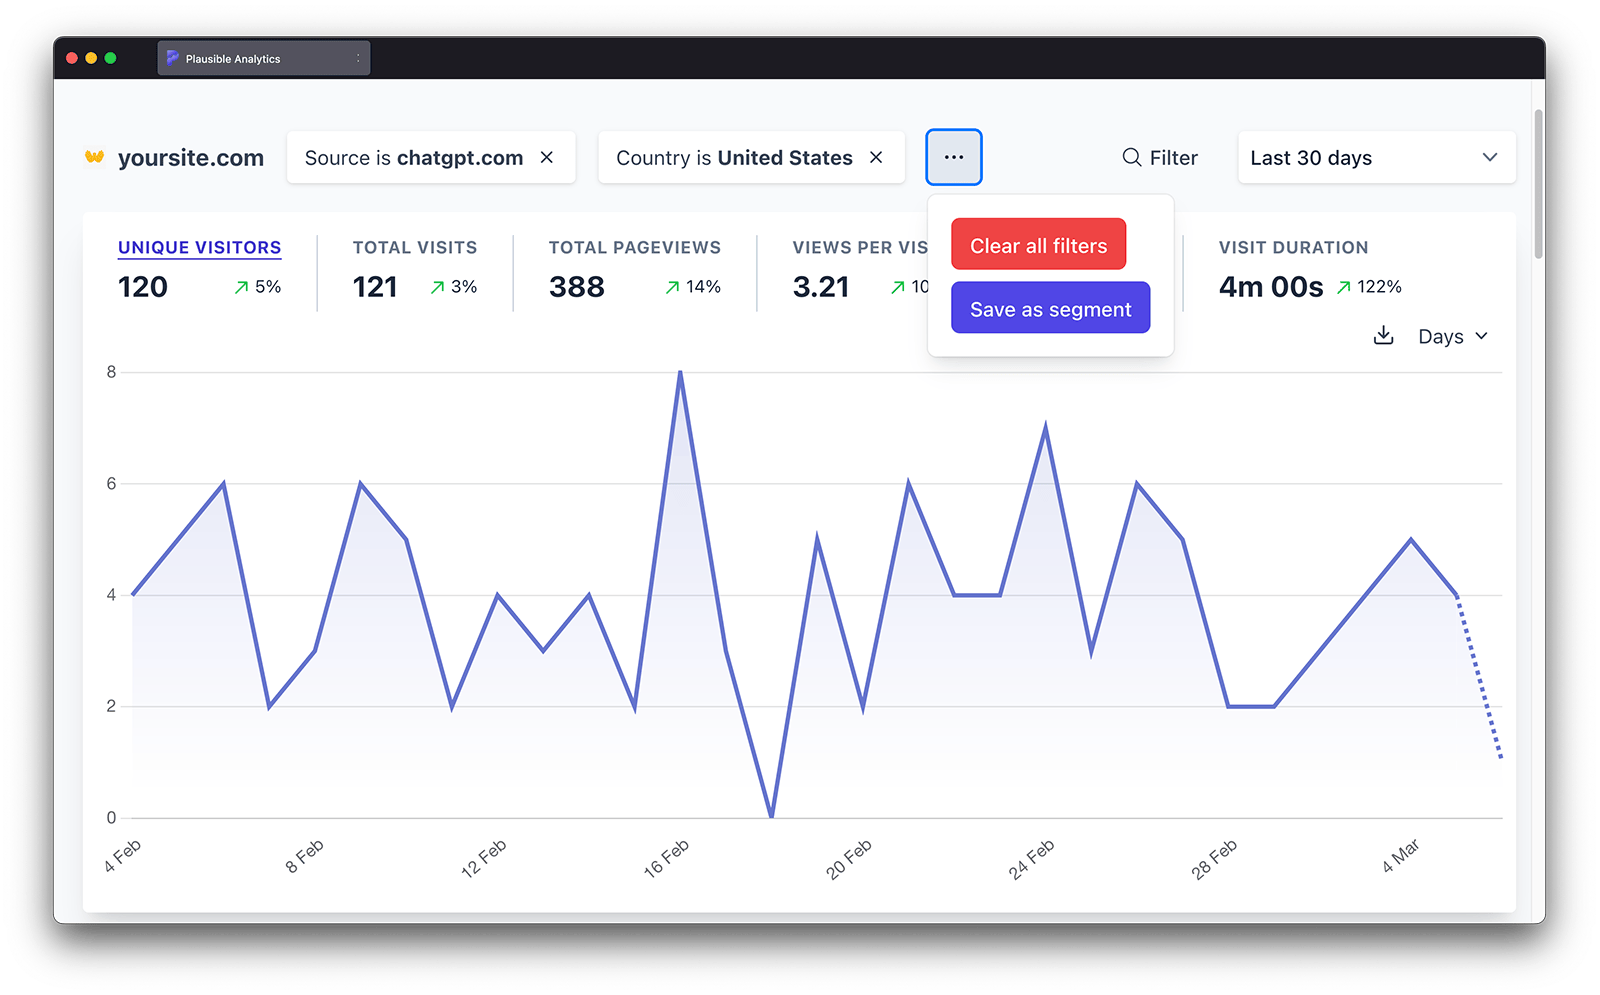 Plausible Analytics
yoursite.com
Source is chatgpt.com
Country is United States
Filter
Last 30 days
Clear all filters
Save as segment
UNIQUE VISITORS
120
5%
TOTAL VISITS
121
3%
TOTAL PAGEVIEWS
388
14%
VIEWS PER VIS
3.21
10
VISIT DURATION
4m 00s
122%
Days
8
6
4
2
0
4 Feb
8 Feb
12 Feb
16 Feb
20 Feb
24 Feb
28 Feb
4 Mar